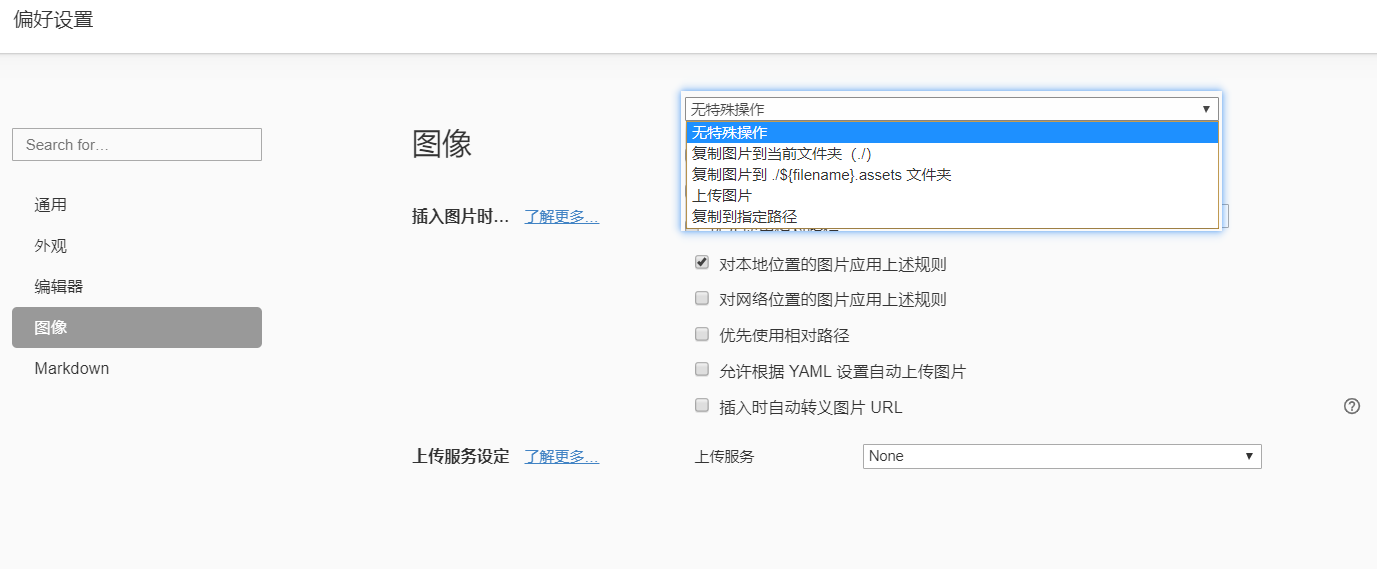 偏好设置
Search for…
通用
外观
编辑器
图像
Markdown
图像
无特殊操作
无特殊操作
复制图片到当前文件夹（./）
复制图片到 ./${filename}.assets 文件夹
上传图片
复制到指定路径
插入图片时... 了解更多...
对本地位置的图片应用上述规则
对网络位置的图片应用上述规则
优先使用相对路径
允许根据 YAML 设置自动上传图片
插入时自动转义图片 URL
上传服务设定 了解更多...
上传服务 None